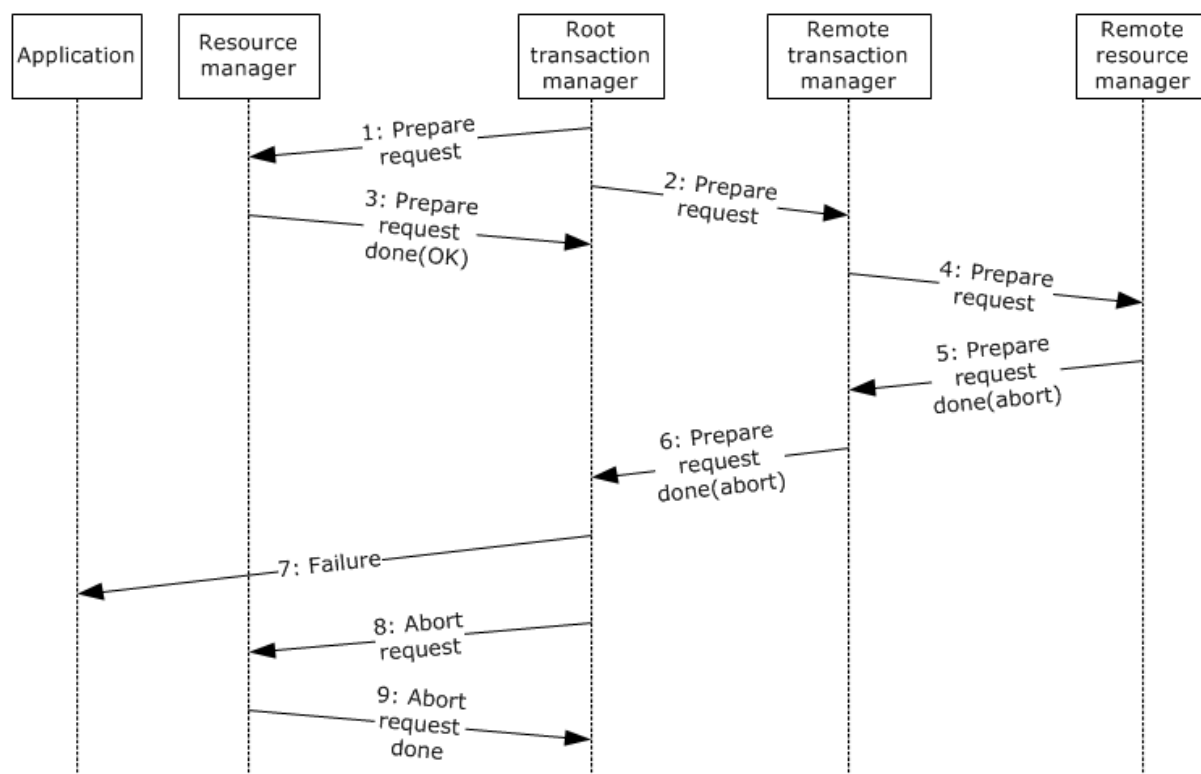 Application
Resource
manager
Root
transaction
manager
Remote
transaction
manager
Remote
resource
manager
1: Prepare
request
2: Prepare
request
3: Prepare
request
done(OK)
4: Prepare
request
5: Prepare
request
done(abort)
6: Prepare
request
done(abort)
7: Failure
8: Abort
request
9: Abort
request
done